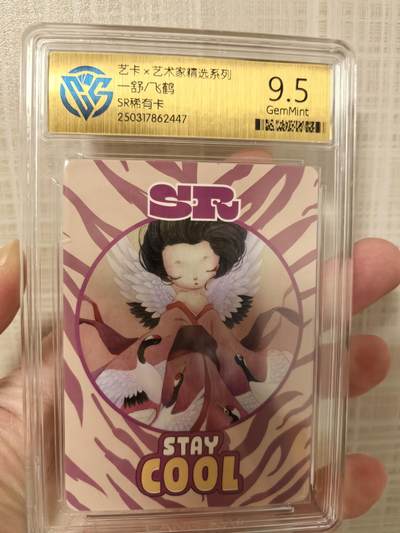 艺卡×艺术家精选系列
一舒/飞鹤
SR稀有卡
250317862447
9.5
GemMint
SR
STAY
COOL